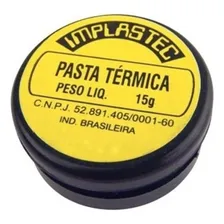 IMPLASTEC
PASTA TÉRMICA
PESO LIQ. 15g
C.N.P.J. 52.891.405/0001-60
IND. BRASILEIRA